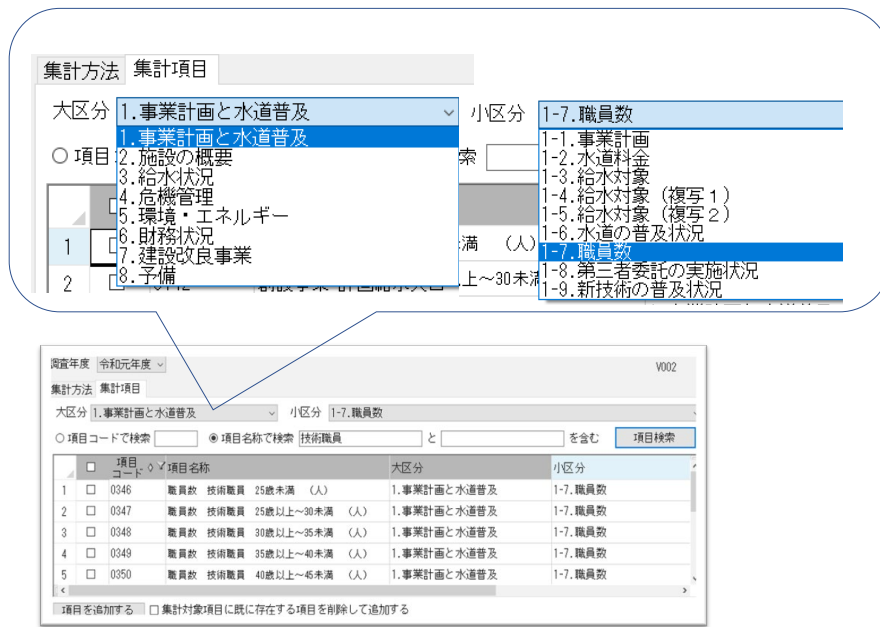 集計方法 集計項目
大区分 1.事業計画と水道普及 小区分 1-7.職員数
1.事業計画と水道普及
2.施設の概要
3.給水状況
4.危機管理
5.環境・エネルギー
6.財務状況
7.建設改良事業
8.予備
1-1.事業計画
1-2.水道料金
1-3.給水対象
1-4.給水対象(複写1)
1-5.給水対象(複写2)
1-6.水道の普及状況
1-7.職員数
1-8.第三者委託の実施状況
1-9.新技術の普及状況
項目 索
1 満 (人)
2 上~30未満
調査年度 令和元年度 V002
集計方法 集計項目
大区分 1.事業計画と水道普及 小区分 1-7.職員数
項目コードで検索 項目名称で検索 技術職員 と を含む 項目検索
項目コード 項目名称 大区分 小区分
1 0346 職員数 技術職員 25歳未満 (人) 1.事業計画と水道普及 1-7.職員数
2 0347 職員数 技術職員 25歳以上~30未満 (人) 1.事業計画と水道普及 1-7.職員数
3 0348 職員数 技術職員 30歳以上~35未満 (人) 1.事業計画と水道普及 1-7.職員数
4 0349 職員数 技術職員 35歳以上~40未満 (人) 1.事業計画と水道普及 1-7.職員数
5 0350 職員数 技術職員 40歳以上~45未満 (人) 1.事業計画と水道普及 1-7.職員数
項目を追加する 集計対象項目に既に存在する項目を削除して追加する